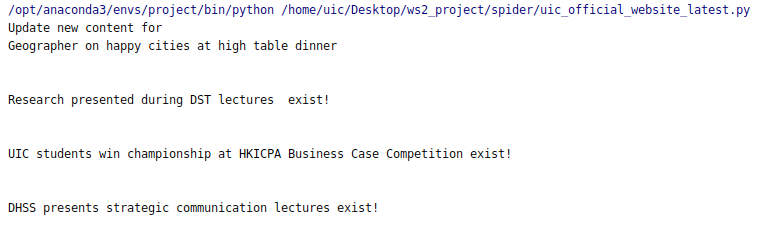 /opt/anaconda3/envs/project/bin/python /home/uic/Desktop/ws2_project/spider/uic_official_website_latest.py
Update new content for
Geographer on happy cities at high table dinner
Research presented during DST lectures  exist!
UIC students win championship at HKICPA Business Case Competition exist!
DHSS presents strategic communication lectures exist!